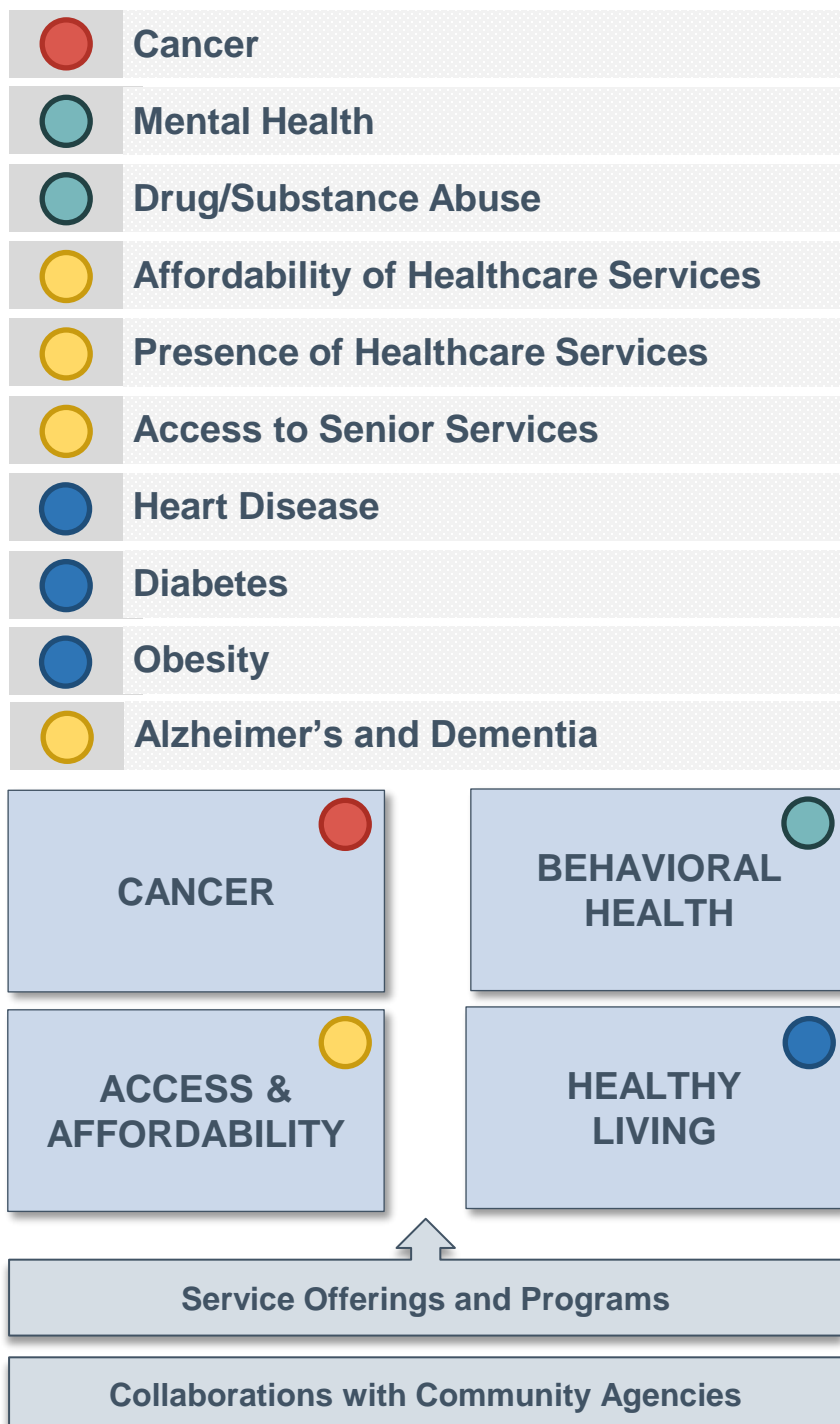 Cancer
Mental Health
Drug/Substance Abuse
Affordability of Healthcare Services
Presence of Healthcare Services
Access to Senior Services
Heart Disease
Diabetes
Obesity
Alzheimer’s and Dementia
CANCER
BEHAVIORAL
HEALTH
ACCESS &
AFFORDABILITY
HEALTHY
LIVING
Service Offerings and Programs
Collaborations with Community Agencies